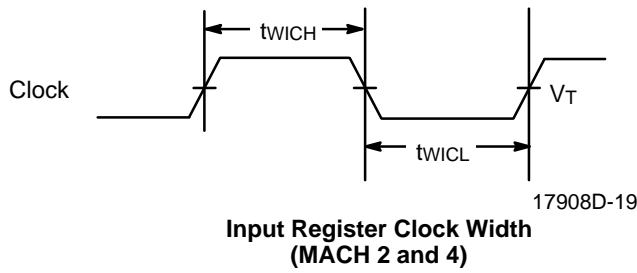 tWICH
Clock
VT
tWICL
17908D-19
Input Register Clock Width
(MACH 2 and 4)